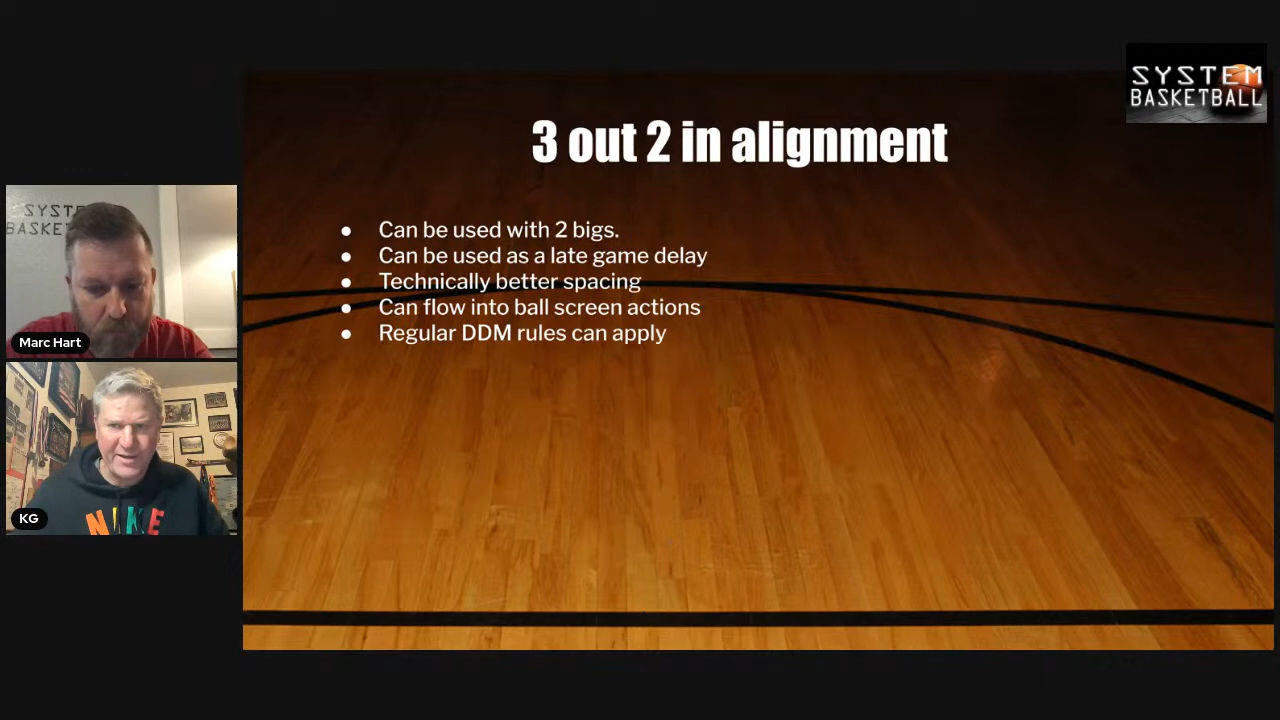 SYSTEM
BASKETBALL
3 out 2 in alignment
● Can be used with 2 bigs.
● Can be used as a late game delay
● Technically better spacing
● Can flow into ball screen actions
● Regular DDM rules can apply
SYSTE
BASKE
Marc Hart
KG
NIKE